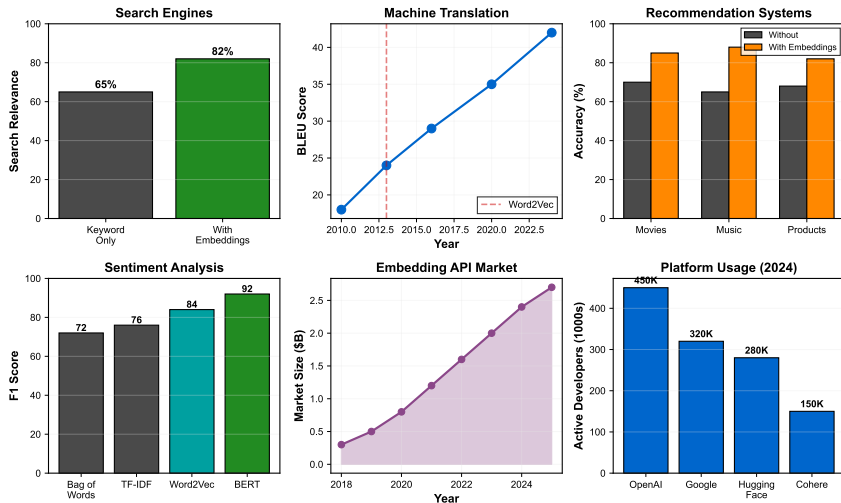 Search Engines
Search Relevance
100
80
60
40
20
0
65%
82%
Keyword
Only
With
Embeddings
Machine Translation
BLEU Score
40
35
30
25
20
Word2Vec
2010.0 2012.5 2015.0 2017.5 2020.0 2022.5
Year
Recommendation Systems
Accuracy (%)
100
80
60
40
20
0
Without
With Embeddings
Movies Music Products
Sentiment Analysis
F1 Score
100
80
60
40
20
0
72
76
84
92
Bag of
Words
TF-IDF
Word2Vec
BERT
Embedding API Market
Market Size ($B)
2.5
2.0
1.5
1.0
0.5
0.0
2018 2020 2022 2024
Year
Platform Usage (2024)
Active Developers (1000s)
400
300
200
100
0
450K
320K
280K
150K
OpenAI
Google
Hugging
Face
Cohere